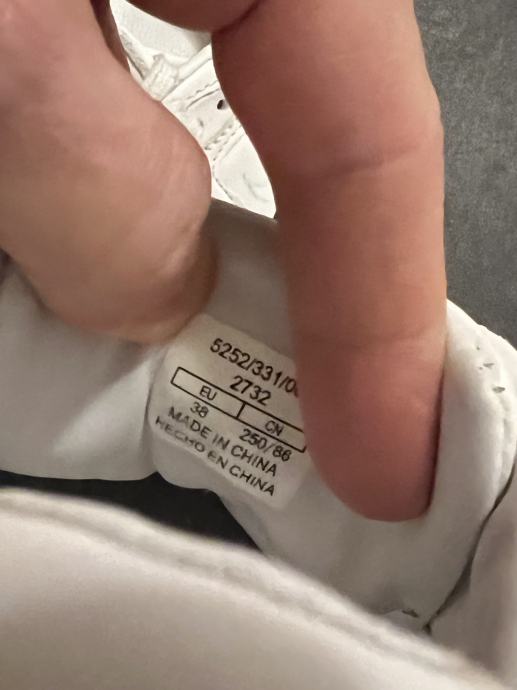 5252/331/0
2732
EU CN
38 250/86
MADE IN CHINA
HECHO EN CHINA